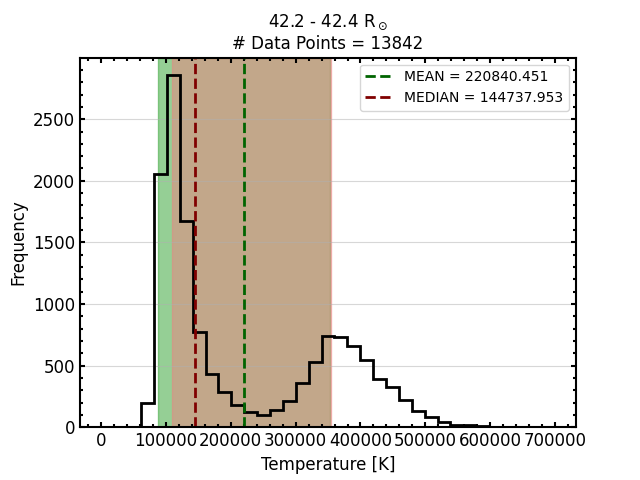 42.2 - 42.4 R⊙
# Data Points = 13842
MEAN = 220840.451
MEDIAN = 144737.953
Frequency
2500
2000
1500
1000
500
0
0 100000 200000 300000 400000 500000 600000 700000
Temperature [K]